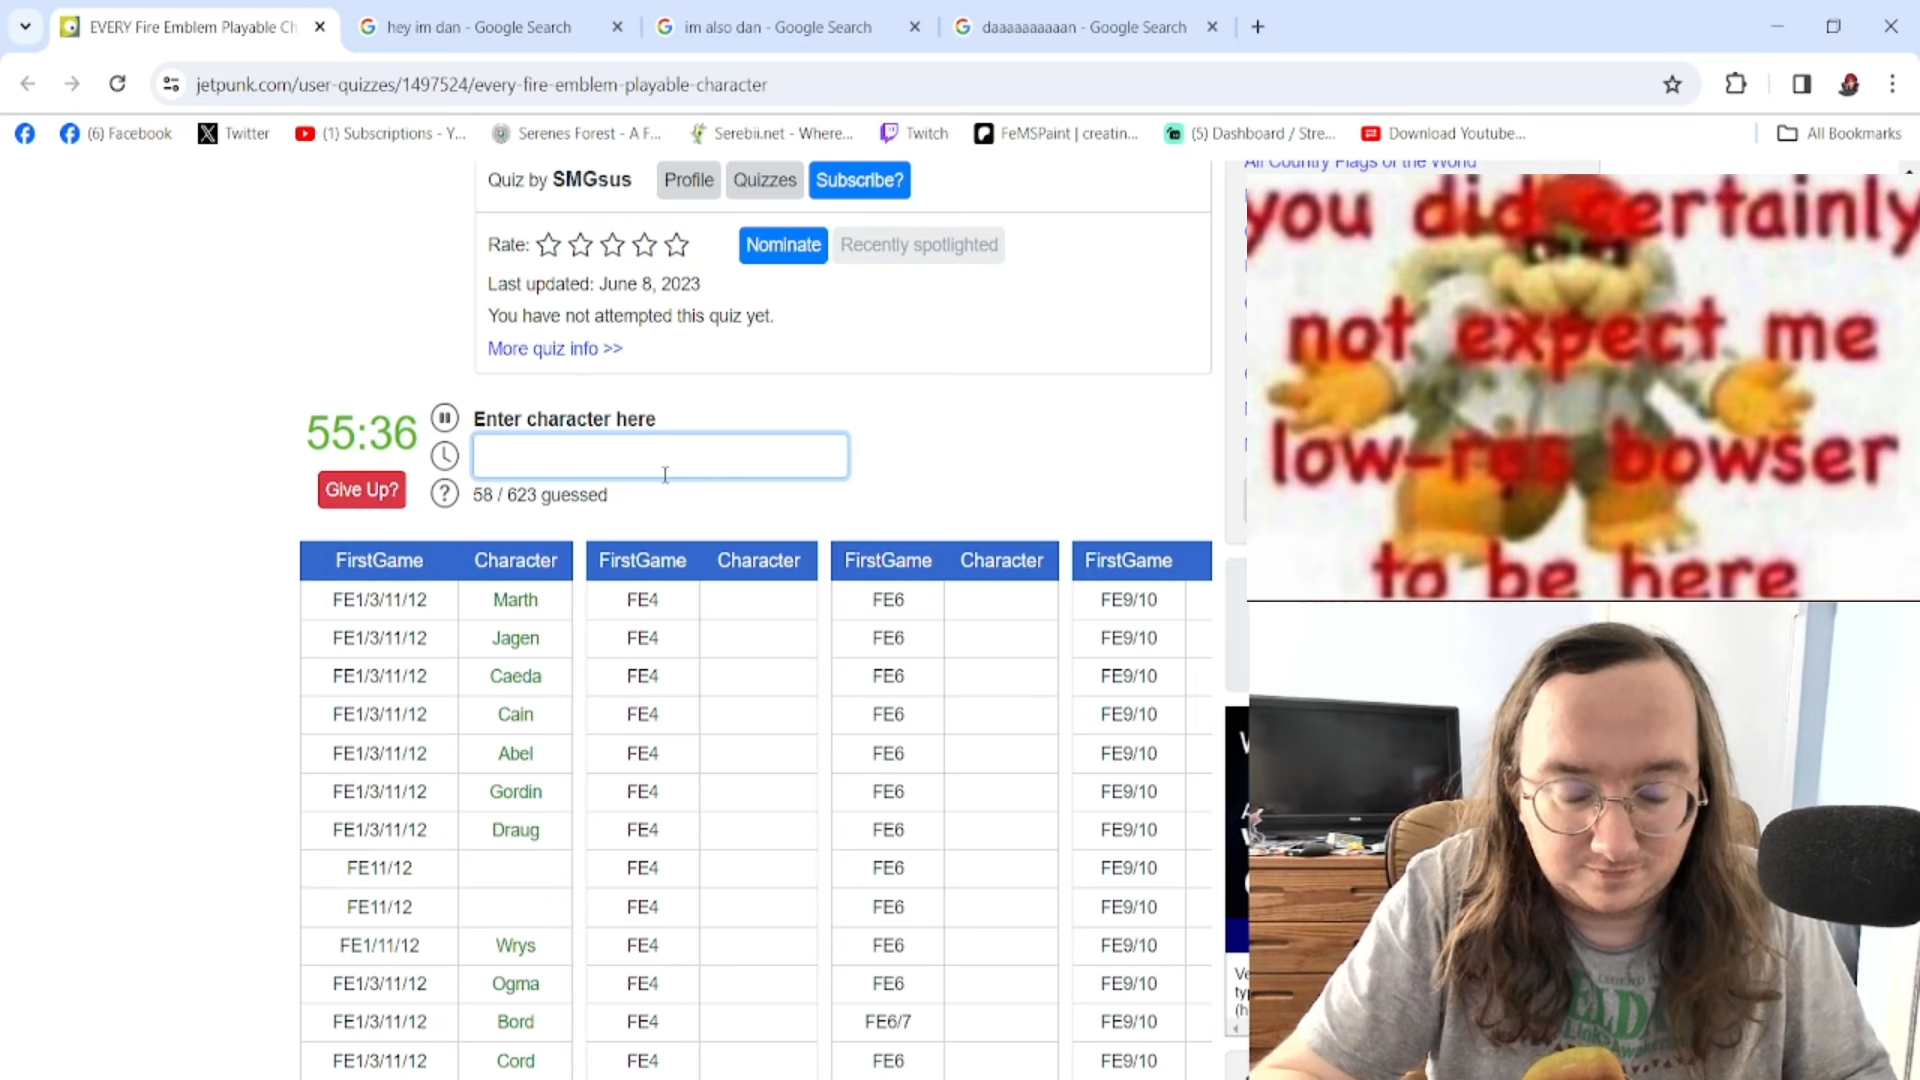 EVERY Fire Emblem Playable Ch
hey im dan - Google Search
im also dan - Google Search
daaaaaaaaaan - Google Search
jetpunk.com/user-quizzes/1497524/every-fire-emblem-playable-character
(6) Facebook
Twitter
(1) Subscriptions - Y...
Serenes Forest - A F...
Serebii.net - Where...
Twitch
FeMSPaint | creatin...
(5) Dashboard / Stre...
Download Youtube...
All Bookmarks
All Country Flags of the World
Quiz by SMGsus
Profile
Quizzes
Subscribe?
Rate:
Nominate
Recently spotlighted
Last updated: June 8, 2023
You have not attempted this quiz yet.
More quiz info >>
you did certainly
not expect me
low-res bowser
to be here
55:36
Give Up?
Enter character here
58 / 623 guessed
FirstGame Character FirstGame Character FirstGame Character FirstGame
FE1/3/11/12 Marth FE4 FE6 FE9/10
FE1/3/11/12 Jagen FE4 FE6 FE9/10
FE1/3/11/12 Caeda FE4 FE6 FE9/10
FE1/3/11/12 Cain FE4 FE6 FE9/10
FE1/3/11/12 Abel FE4 FE6 FE9/10
FE1/3/11/12 Gordin FE4 FE6 FE9/10
FE1/3/11/12 Draug FE4 FE6 FE9/10
FE11/12 FE4 FE6 FE9/10
FE11/12 FE4 FE6 FE9/10
FE1/11/12 Wrys FE4 FE6 FE9/10
FE1/3/11/12 Ogma FE4 FE6 FE9/10
FE1/3/11/12 Bord FE4 FE6/7 FE9/10
FE1/3/11/12 Cord FE4 FE6 FE9/10